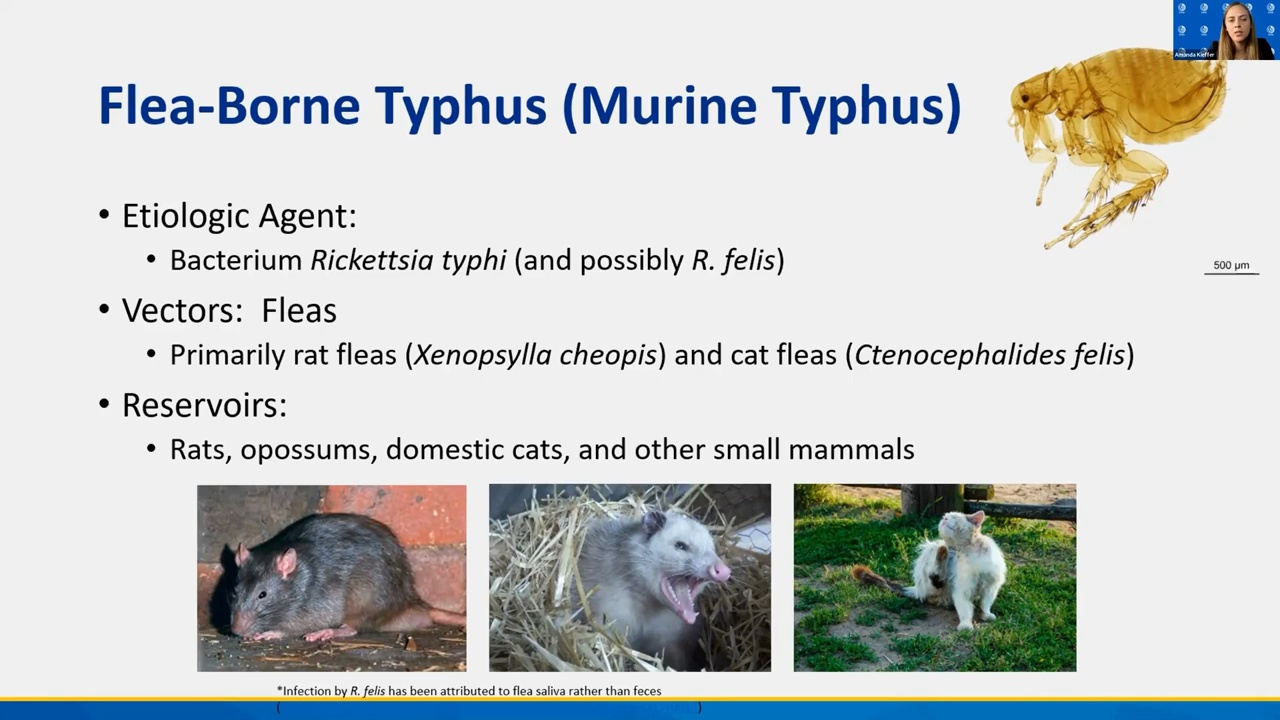 Amanda Kieffer
Flea-Borne Typhus (Murine Typhus)
500 µm
• Etiologic Agent:
• Bacterium Rickettsia typhi (and possibly R. felis)
• Vectors:  Fleas
• Primarily rat fleas (Xenopsylla cheopis) and cat fleas (Ctenocephalides felis)
• Reservoirs:
• Rats, opossums, domestic cats, and other small mammals
*Infection by R. felis has been attributed to flea saliva rather than feces
( )